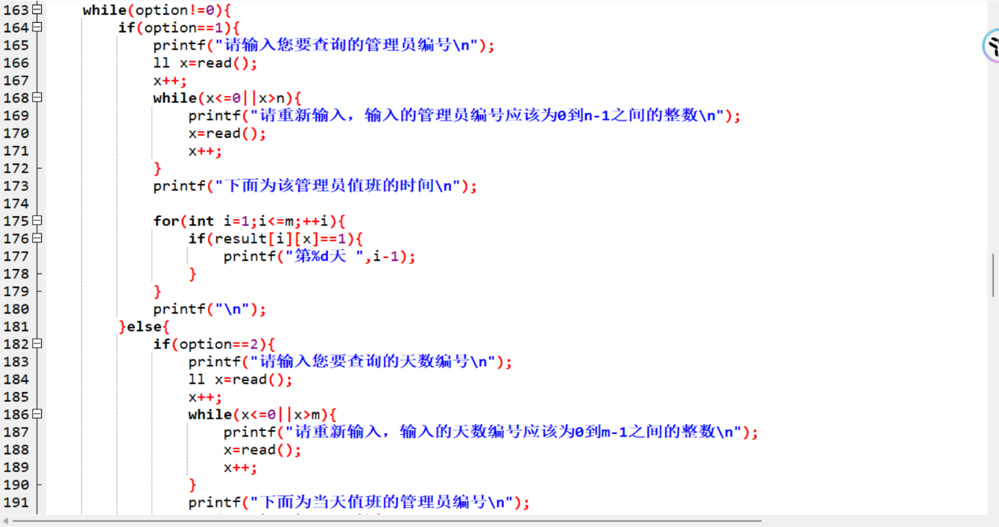 163 while(option!=0){
164 if(option==1){
165 printf("请输入您要查询的管理员编号\n");
166 ll x=read();
167 x++;
168 while(x<=0||x>n){
169 printf("请重新输入，输入的管理员编号应该为0到n-1之间的整数\n");
170 x=read();
171 x++;
172 }
173 printf("下面为该管理员值班的时间\n");
174
175 for(int i=1;i<=m;++i){
176 if(result[i][x]==1){
177 printf("第%d天 ",i-1);
178 }
179 }
180 printf("\n");
181 }else{
182 if(option==2){
183 printf("请输入您要查询的天数编号\n");
184 ll x=read();
185 x++;
186 while(x<=0||x>m){
187 printf("请重新输入，输入的天数编号应该为0到m-1之间的整数\n");
188 x=read();
189 x++;
190 }
191 printf("下面为当天值班的管理员编号\n");